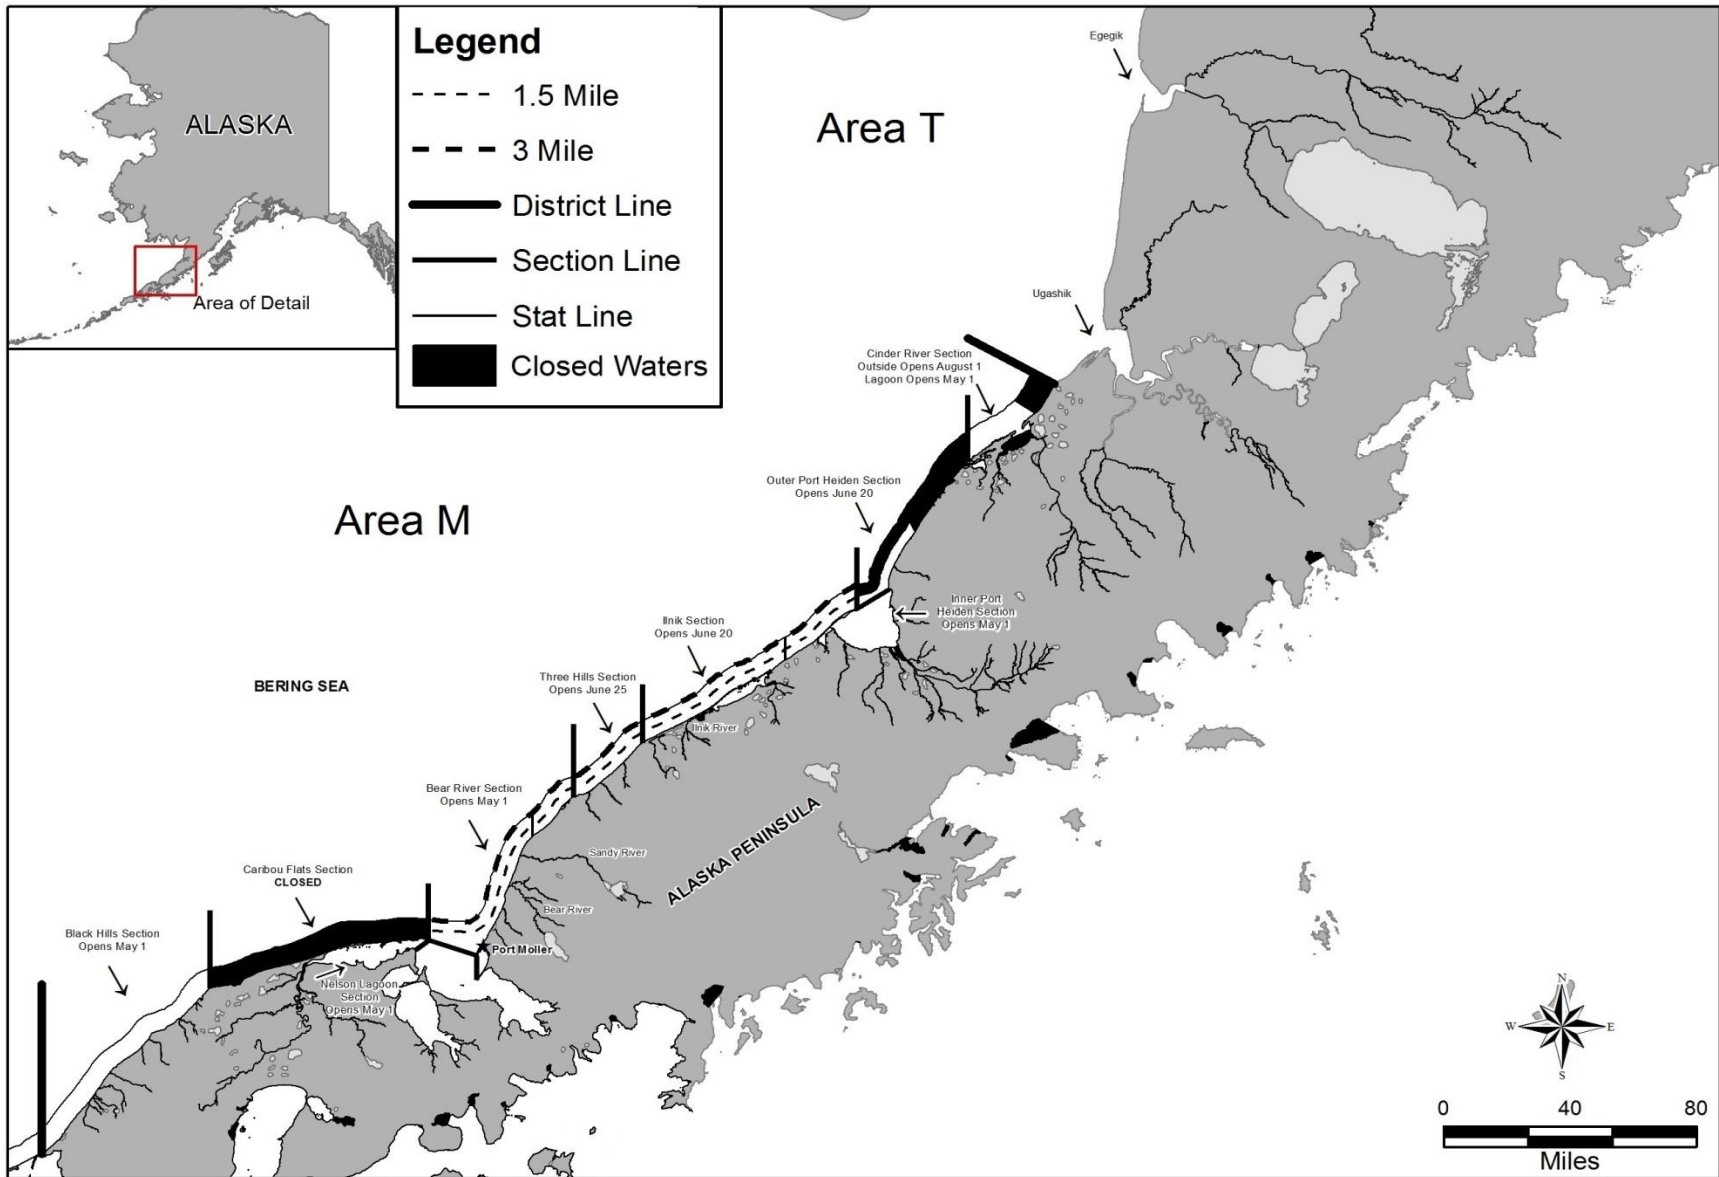 ALASKA
Area of Detail
Legend
1.5 Mile
3 Mile
District Line
Section Line
Stat Line
Closed Waters
Area T
Egegik
Ugashik
Cinder River Section
Outside Opens August 1
Lagoon Opens May 1
Outer Port Heiden Section
Opens June 20
Area M
Inner Port
Heiden Section
Opens May 1
Ilnik Section
Opens June 20
Three Hills Section
Opens June 25
BERING SEA
Ilnik River
Bear River Section
Opens May 1
ALASKA PENINSULA
Sandy River
Caribou Flats Section
CLOSED
Bear River
Black Hills Section
Opens May 1
Port Moller
Nelson Lagoon
Section
Opens May 1
N
W
E
S
0 40 80
Miles